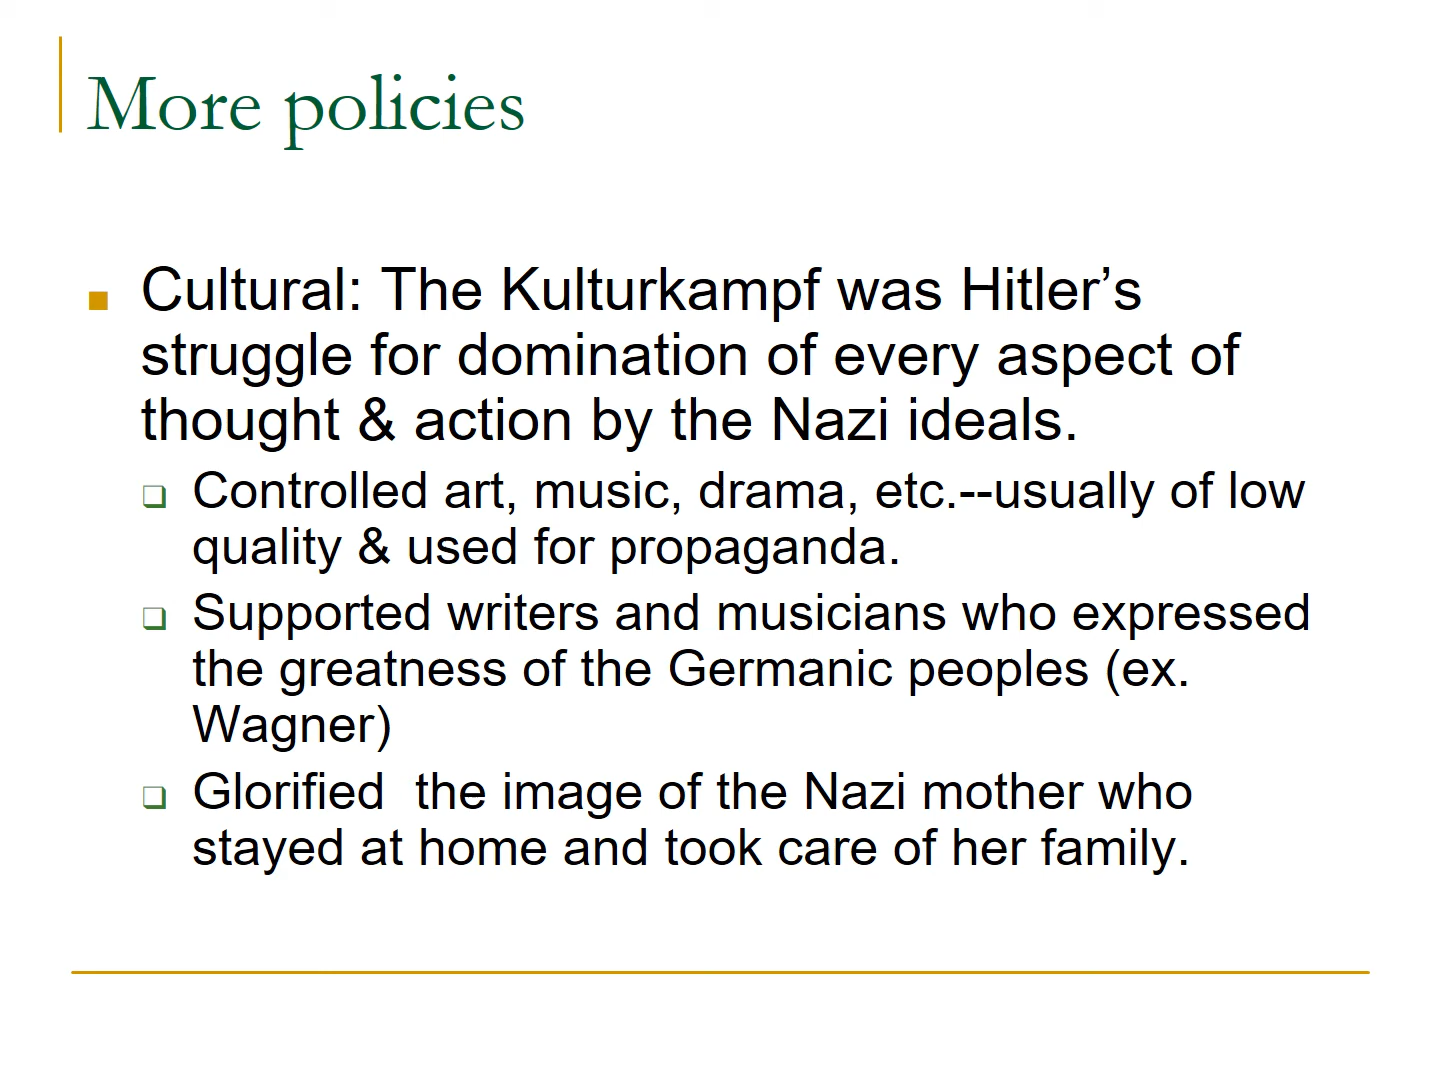 More policies
Cultural: The Kulturkampf was Hitler’s
struggle for domination of every aspect of
thought & action by the Nazi ideals.
Controlled art, music, drama, etc.--usually of low
quality & used for propaganda.
Supported writers and musicians who expressed
the greatness of the Germanic peoples (ex.
Wagner)
Glorified  the image of the Nazi mother who
stayed at home and took care of her family.